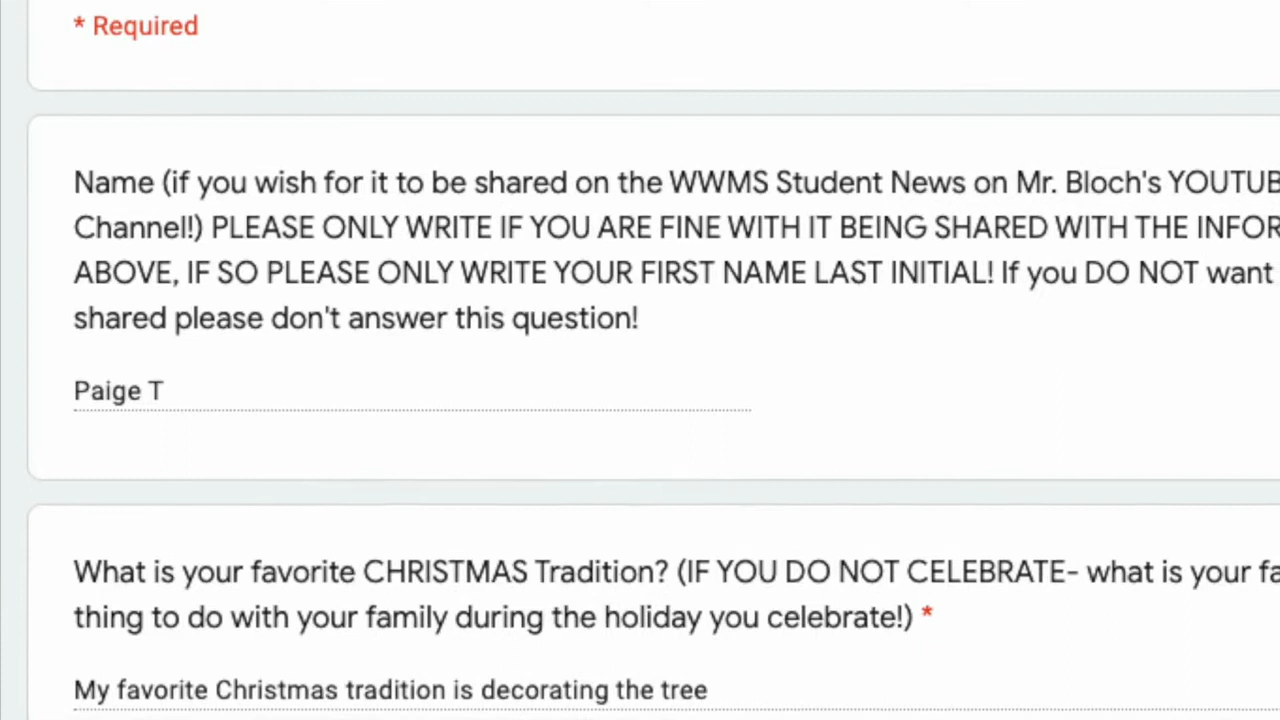 * Required
Name (if you wish for it to be shared on the WWMS Student News on Mr. Bloch's YOUTUB
Channel!) PLEASE ONLY WRITE IF YOU ARE FINE WITH IT BEING SHARED WITH THE INFOR
ABOVE, IF SO PLEASE ONLY WRITE YOUR FIRST NAME LAST INITIAL! If you DO NOT want
shared please don't answer this question!
Paige T
What is your favorite CHRISTMAS Tradition? (IF YOU DO NOT CELEBRATE- what is your fa
thing to do with your family during the holiday you celebrate!) *
My favorite Christmas tradition is decorating the tree